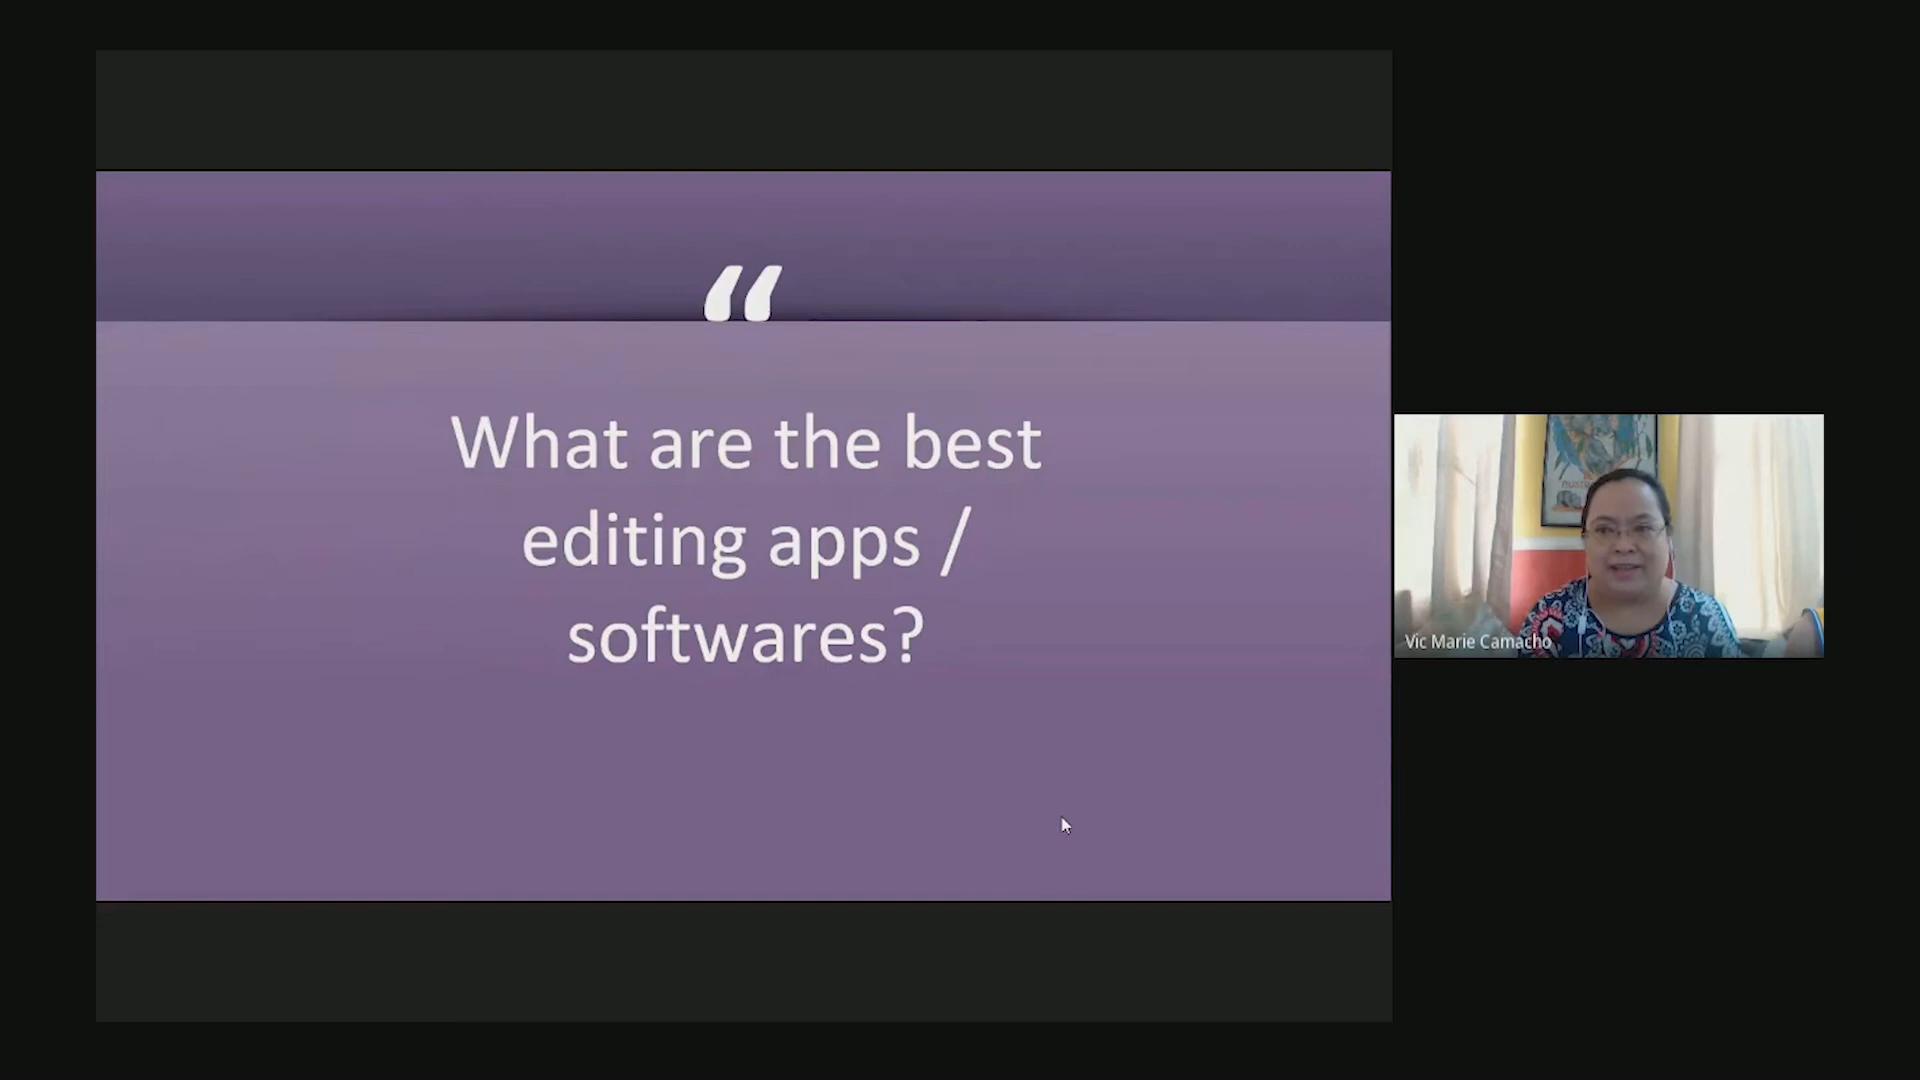 “
What are the best
editing apps /
softwares?
Vic Marie Camacho